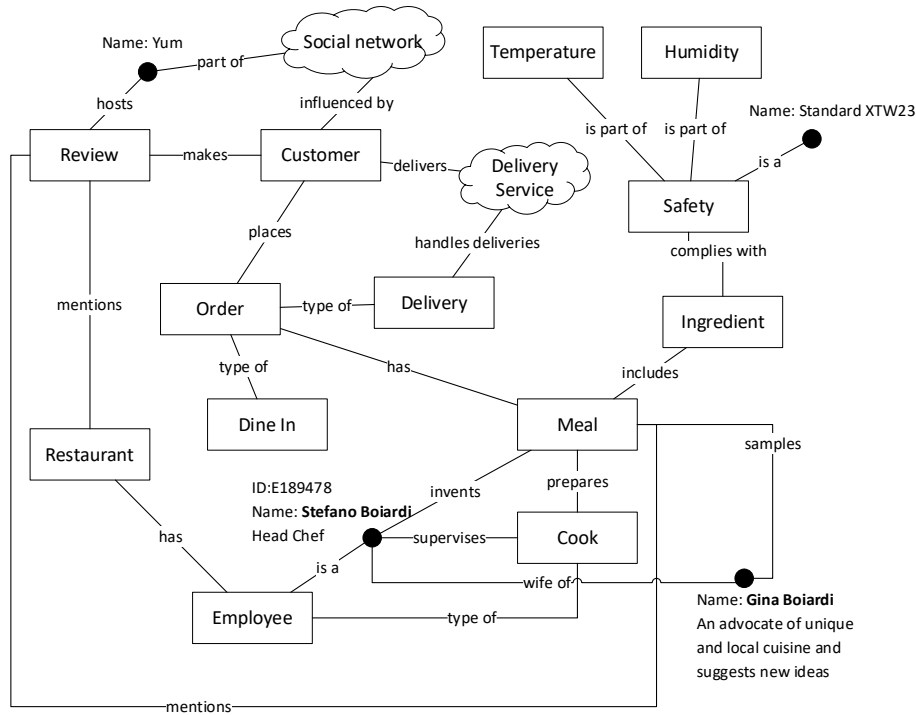 Name: Yum
part of
Social network
Temperature
Humidity
hosts
influenced by
is part of
is part of
Name: Standard XTW23
Review
makes
Customer
delivers
Delivery
Service
is a
Safety
places
handles deliveries
complies with
mentions
Order
type of
Delivery
Ingredient
type of
has
includes
Dine In
Meal
samples
Restaurant
ID:E189478
Name: Stefano Boiardi
Head Chef
invents
prepares
has
supervises
Cook
is a
wife of
Employee
type of
Name: Gina Boiardi
An advocate of unique
and local cuisine and
suggests new ideas
mentions